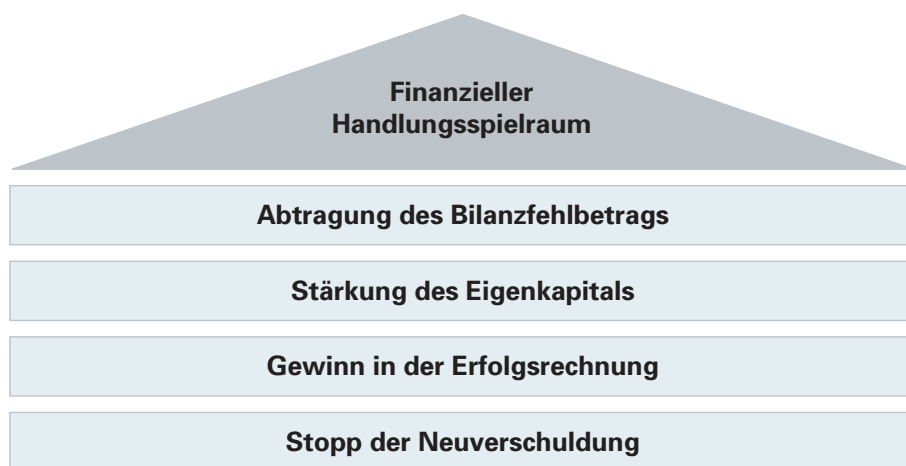 Finanzieller
Handlungsspielraum
Abtragung des Bilanzfehlbetrags
Stärkung des Eigenkapitals
Gewinn in der Erfolgsrechnung
Stopp der Neuverschuldung